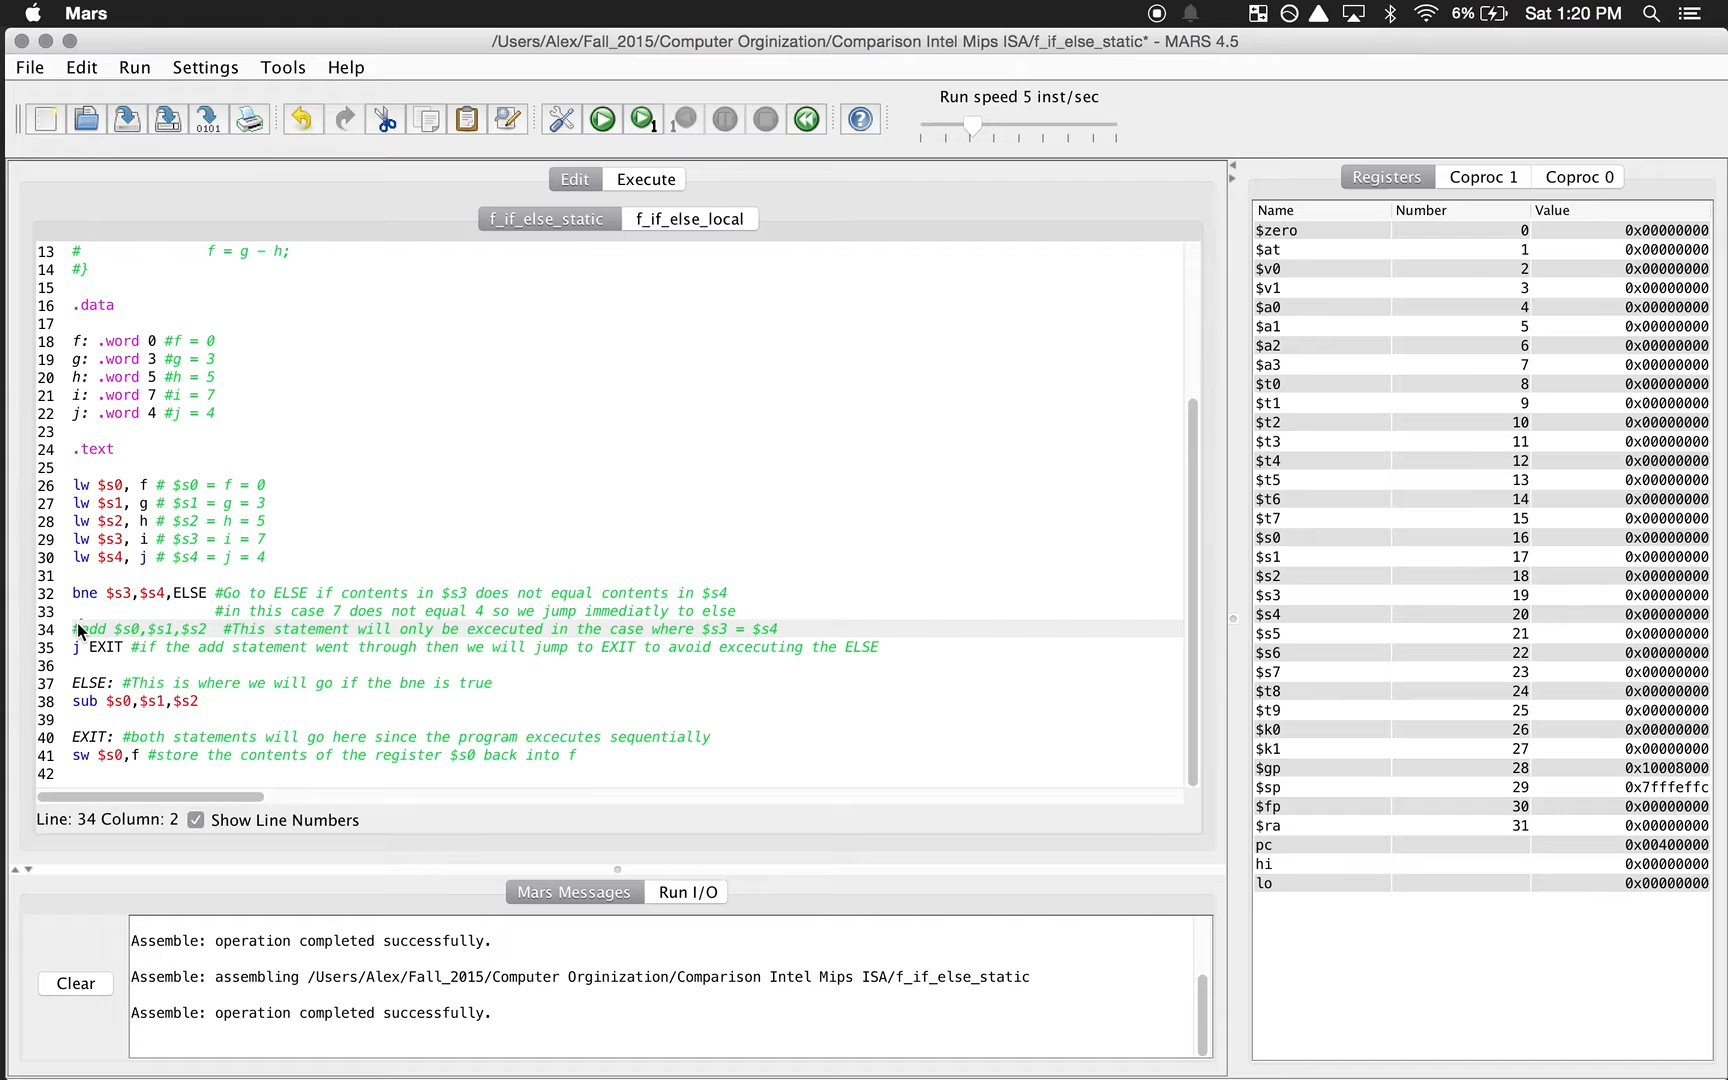 Mars 6% Sat 1:20 PM
/Users/Alex/Fall_2015/Computer Orginization/Comparison Intel Mips ISA/f_if_else_static* - MARS 4.5
File Edit Run Settings Tools Help
Run speed 5 inst/sec
0101 1 1
Edit Execute
f_if_else_static f_if_else_local
13 # f = g - h;
14 #}
15
16 .data
17
18 f: .word 0 #f = 0
19 g: .word 3 #g = 3
20 h: .word 5 #h = 5
21 i: .word 7 #i = 7
22 j: .word 4 #j = 4
23
24 .text
25
26 lw $s0, f # $s0 = f = 0
27 lw $s1, g # $s1 = g = 3
28 lw $s2, h # $s2 = h = 5
29 lw $s3, i # $s3 = i = 7
30 lw $s4, j # $s4 = j = 4
31
32 bne $s3,$s4,ELSE #Go to ELSE if contents in $s3 does not equal contents in $s4
33 #in this case 7 does not equal 4 so we jump immediatly to else
34 #add $s0,$s1,$s2 #This statement will only be excecuted in the case where $s3 = $s4
35 j EXIT #if the add statement went through then we will jump to EXIT to avoid excecuting the ELSE
36
37 ELSE: #This is where we will go if the bne is true
38 sub $s0,$s1,$s2
39
40 EXIT: #both statements will go here since the program excecutes sequentially
41 sw $s0,f #store the contents of the register $s0 back into f
42
Line: 34 Column: 2 Show Line Numbers
Mars Messages Run I/O
Assemble: operation completed successfully.
Assemble: assembling /Users/Alex/Fall_2015/Computer Orginization/Comparison Intel Mips ISA/f_if_else_static
Assemble: operation completed successfully.
Clear
Registers Coproc 1 Coproc 0
Name Number Value
$zero 0 0x00000000
$at 1 0x00000000
$v0 2 0x00000000
$v1 3 0x00000000
$a0 4 0x00000000
$a1 5 0x00000000
$a2 6 0x00000000
$a3 7 0x00000000
$t0 8 0x00000000
$t1 9 0x00000000
$t2 10 0x00000000
$t3 11 0x00000000
$t4 12 0x00000000
$t5 13 0x00000000
$t6 14 0x00000000
$t7 15 0x00000000
$s0 16 0x00000000
$s1 17 0x00000000
$s2 18 0x00000000
$s3 19 0x00000000
$s4 20 0x00000000
$s5 21 0x00000000
$s6 22 0x00000000
$s7 23 0x00000000
$t8 24 0x00000000
$t9 25 0x00000000
$k0 26 0x00000000
$k1 27 0x00000000
$gp 28 0x10008000
$sp 29 0x7fffeffc
$fp 30 0x00000000
$ra 31 0x00000000
pc 0x00400000
hi 0x00000000
lo 0x00000000